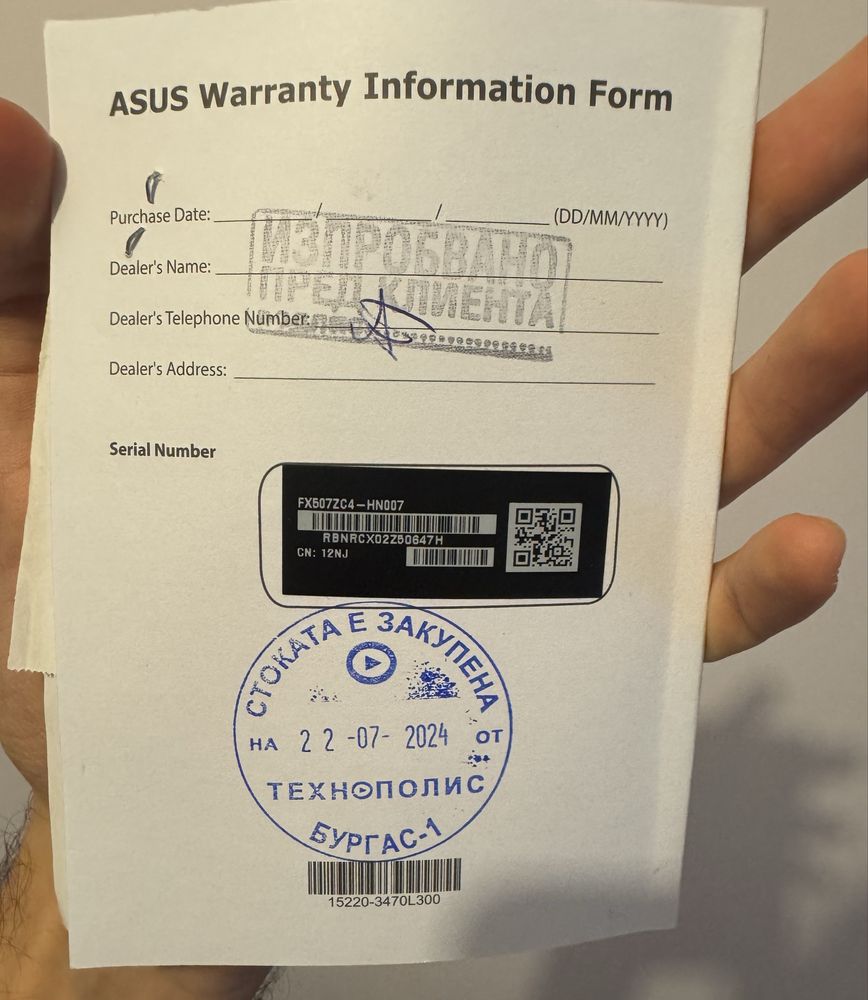 ASUS Warranty Information Form
Purchase Date: / / (DD/MM/YYYY)
Dealer's Name:
ИЗПРОБВАНО
ПРЕД КЛИЕНТА
Dealer's Telephone Number:
Dealer's Address:
Serial Number
FX507ZC4-HN007
RBNRCX02Z50647H
CN: 12NJ
СТОКАТА Е ЗАКУПЕНА
НА 22-07-2024 ОТ
ТЕХНОПОЛИС
БУРГАС-1
15220-3470L300